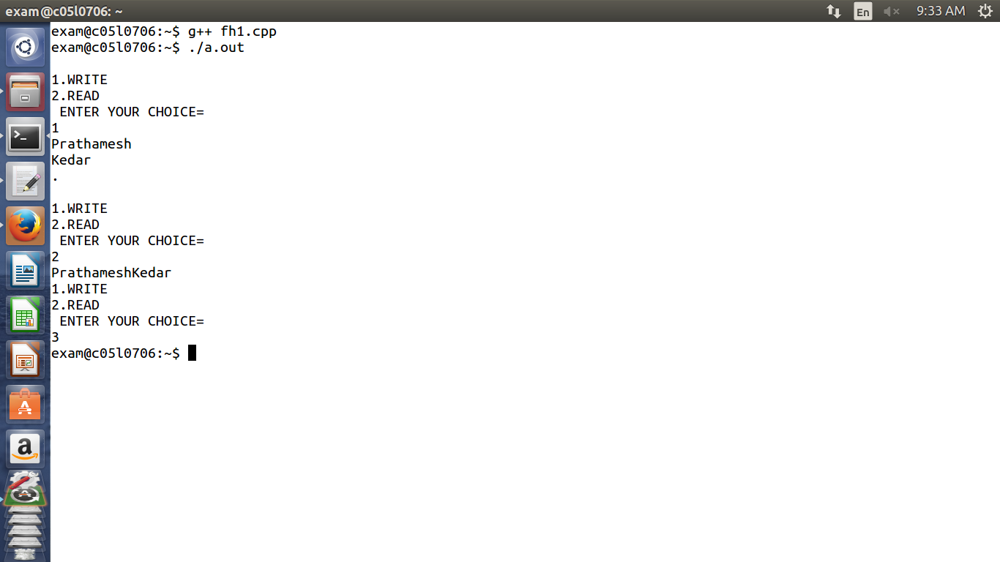 exam@c05l0706: ~
En
9:33 AM
exam@c05l0706:~$ g++ fh1.cpp
exam@c05l0706:~$ ./a.out
1.WRITE
2.READ
ENTER YOUR CHOICE=
1
Prathamesh
Kedar
.
1.WRITE
2.READ
ENTER YOUR CHOICE=
2
PrathameshKedar
1.WRITE
2.READ
ENTER YOUR CHOICE=
3
exam@c05l0706:~$